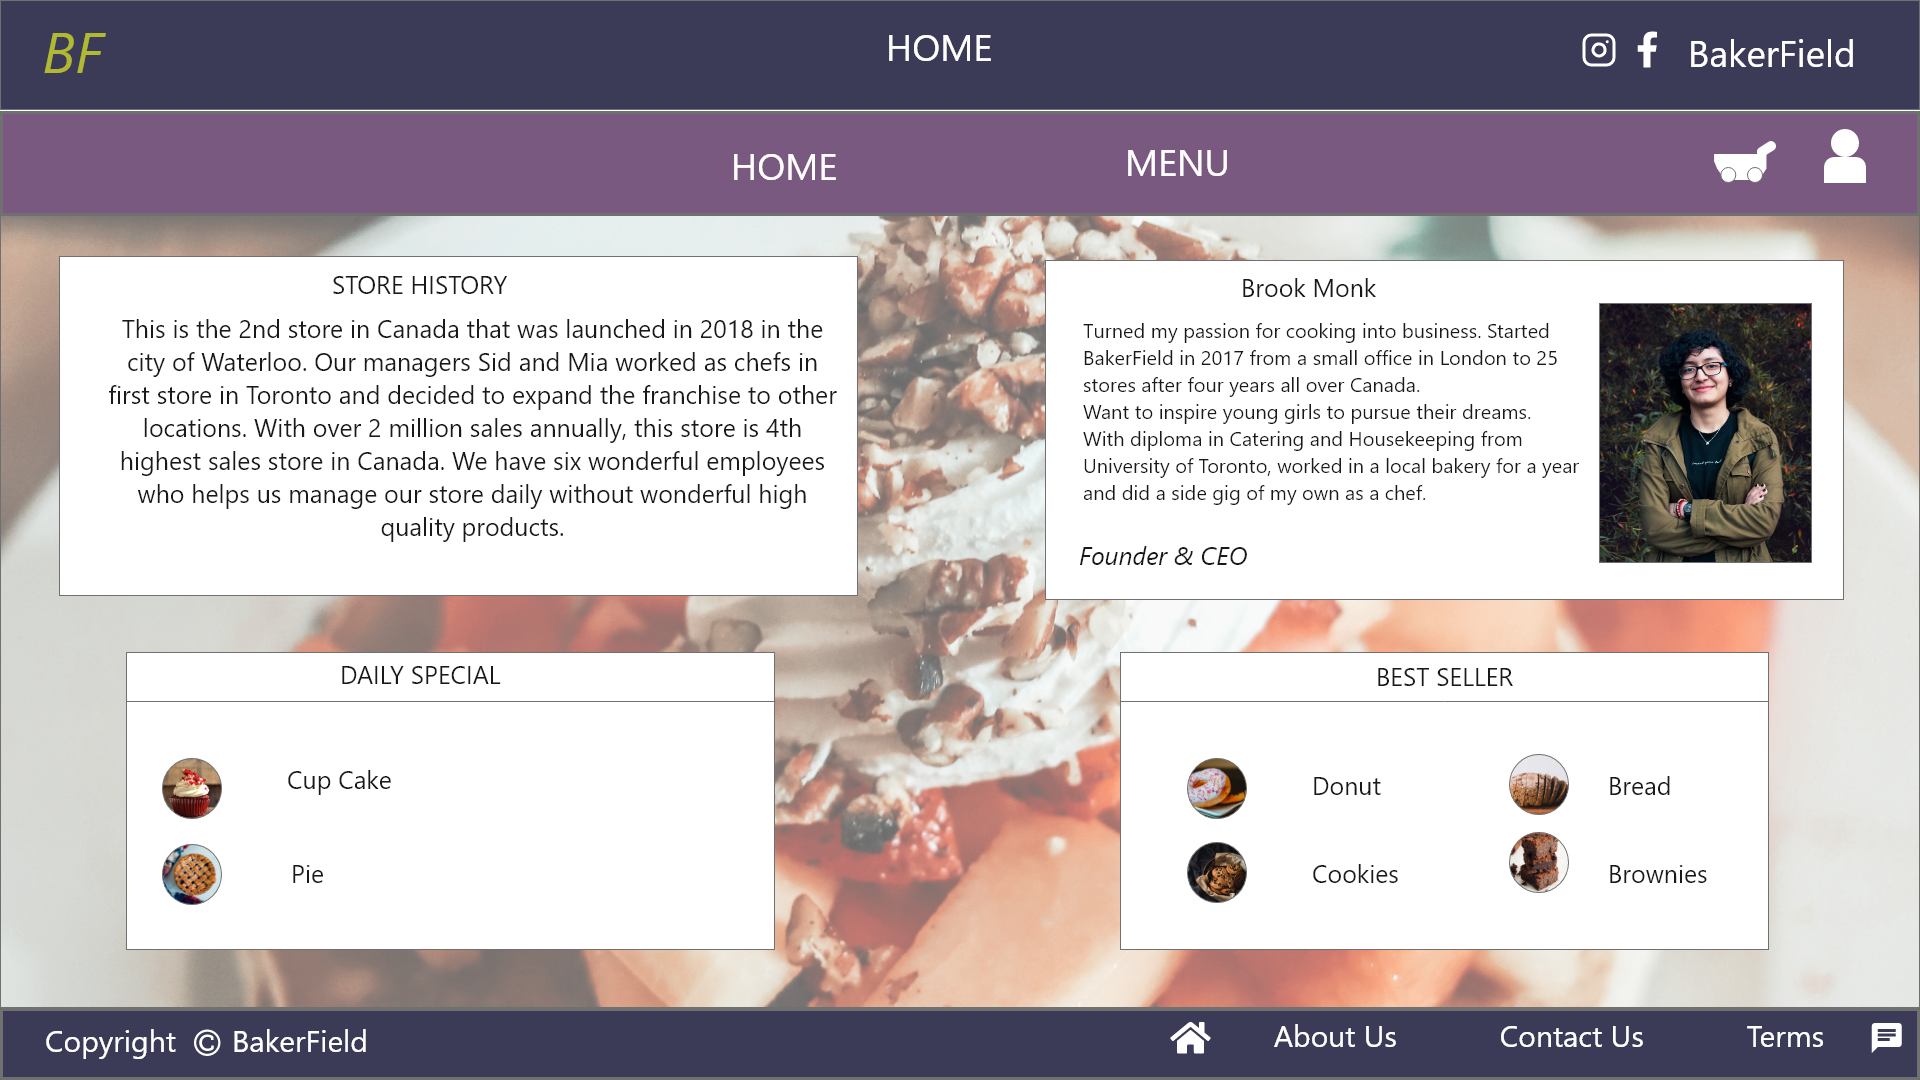 BF
HOME
BakerField
HOME
MENU
STORE HISTORY
This is the 2nd store in Canada that was launched in 2018 in the
city of Waterloo. Our managers Sid and Mia worked as chefs in
first store in Toronto and decided to expand the franchise to other
locations. With over 2 million sales annually, this store is 4th
highest sales store in Canada. We have six wonderful employees
who helps us manage our store daily without wonderful high
quality products.
Brook Monk
Turned my passion for cooking into business. Started
BakerField in 2017 from a small office in London to 25
stores after four years all over Canada.
Want to inspire young girls to pursue their dreams.
With diploma in Catering and Housekeeping from
University of Toronto, worked in a local bakery for a year
and did a side gig of my own as a chef.
Founder & CEO
DAILY SPECIAL
Cup Cake
Pie
BEST SELLER
Donut
Bread
Cookies
Brownies
Copyright © BakerField
About Us
Contact Us
Terms